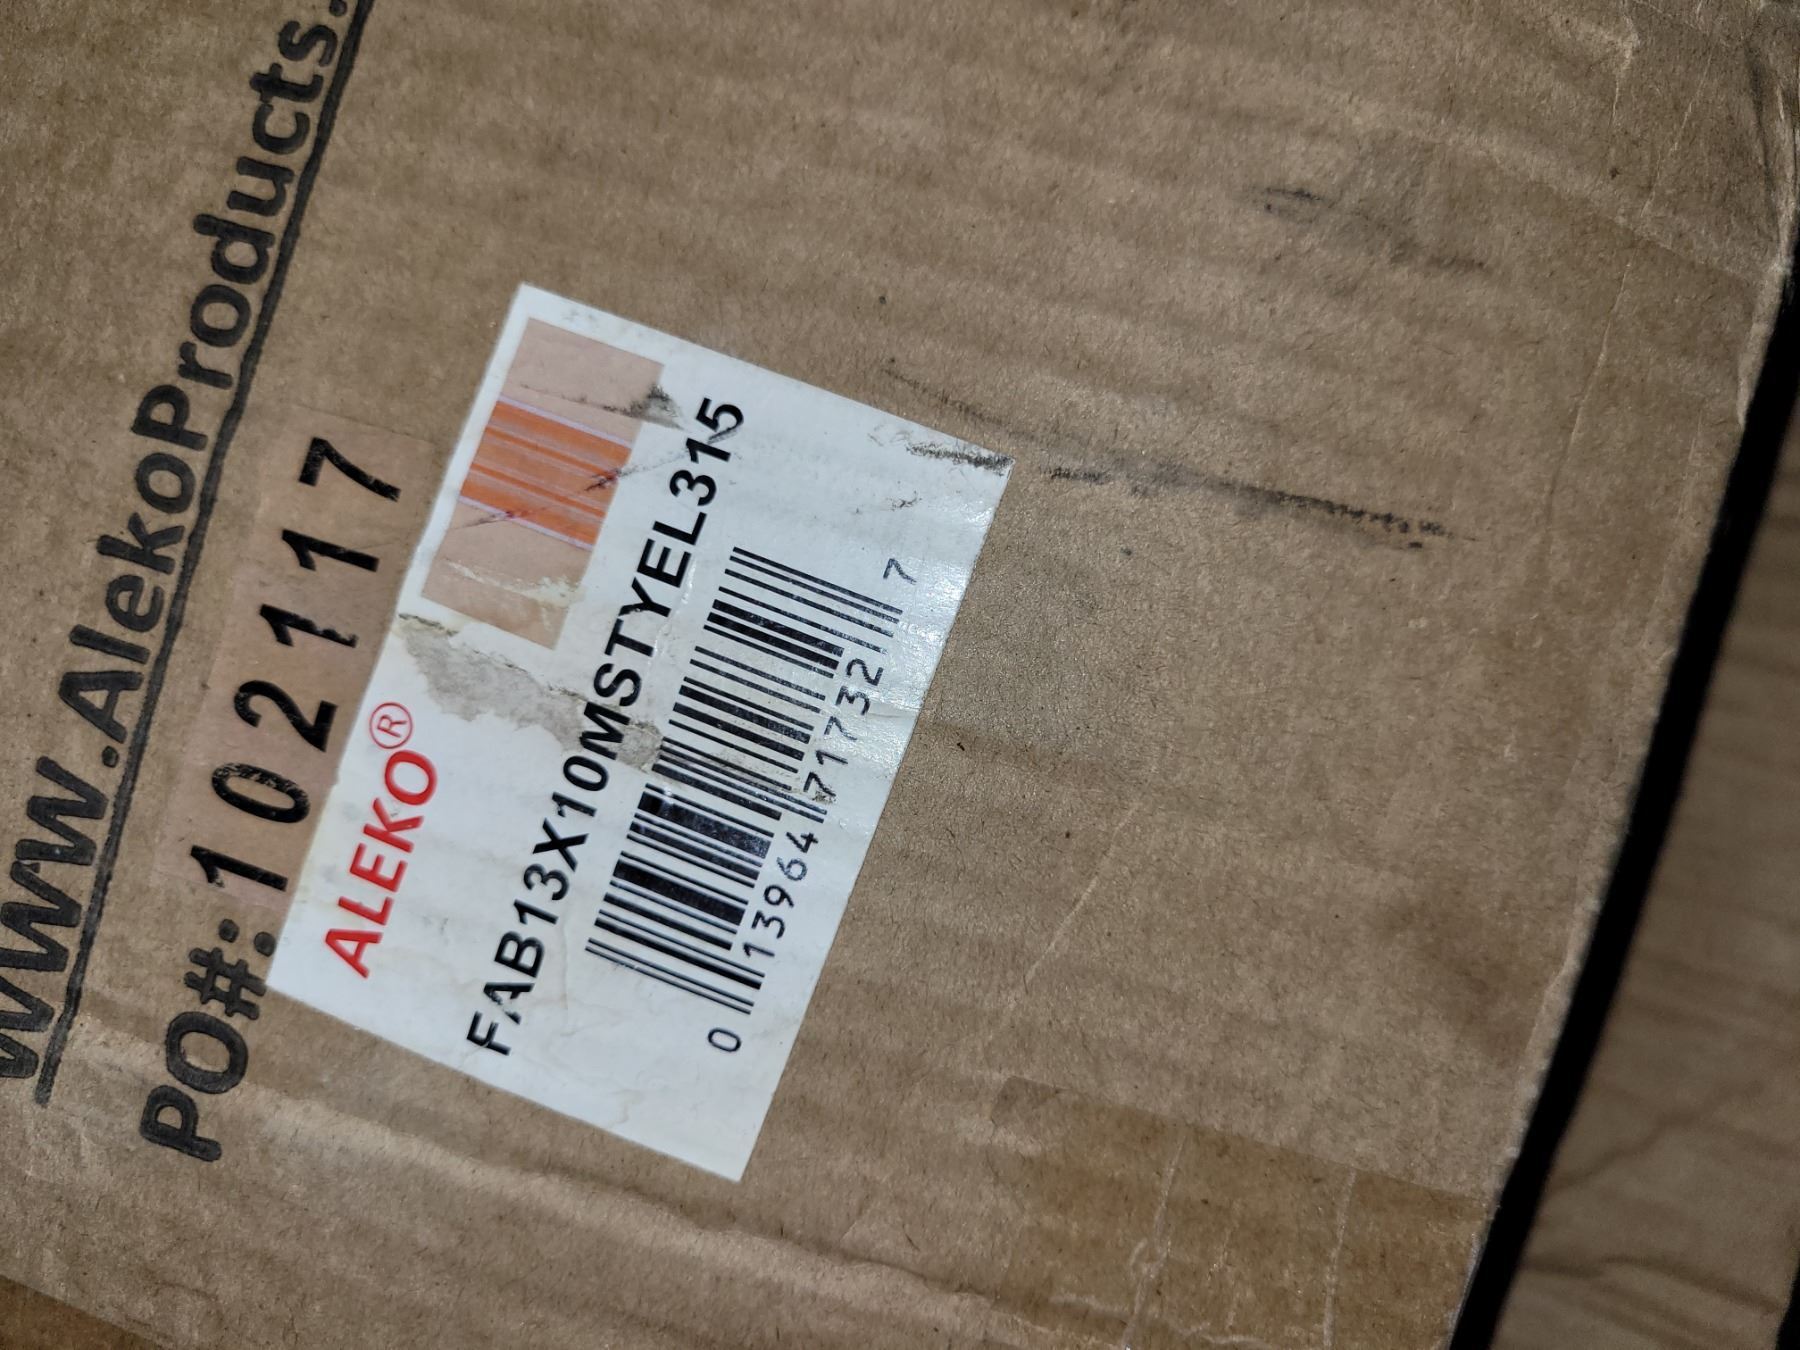 www.AlekoProducts.
PO#:102117
ALEKO®
FAB13X10MSTYEL315
0 13964 71732 7